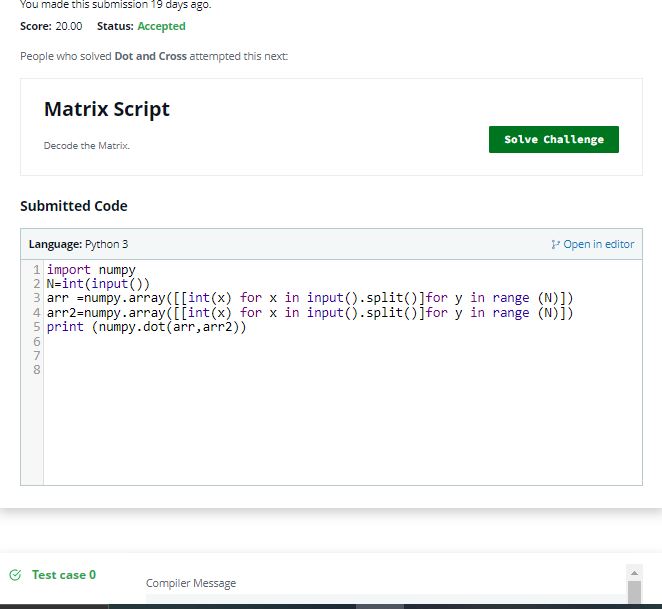 You made this submission 19 days ago.
Score: 20.00 Status: Accepted
People who solved Dot and Cross attempted this next:
Matrix Script
Decode the Matrix.
Solve Challenge
Submitted Code
Language: Python 3
Open in editor
1 import numpy
2 N=int(input())
3 arr =numpy.array([[int(x) for x in input().split()]for y in range (N)])
4 arr2=numpy.array([[int(x) for x in input().split()]for y in range (N)])
5 print (numpy.dot(arr,arr2))
6
7
8
Test case 0
Compiler Message